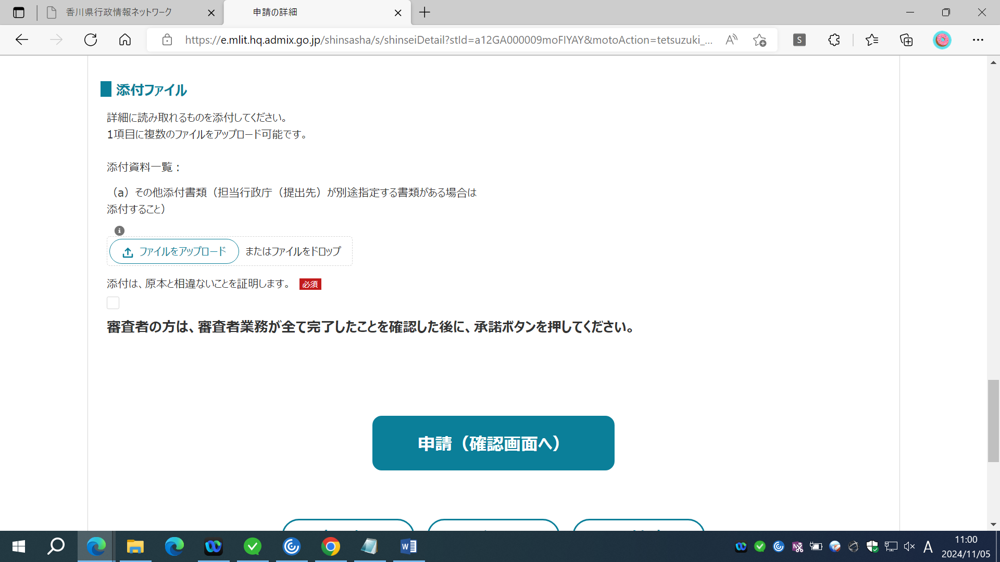 香川県行政情報ネットワーク
申請の詳細
https://e.mlit.hq.admix.go.jp/shinsasha/s/shinseiDetail?stId=a12GA000009moFIYAY&motoAction=tetsuzuki_...
添付ファイル
詳細に読み取れるものを添付してください。
1項目に複数のファイルをアップロード可能です。
添付資料一覧：
（a）その他添付書類（担当行政庁（提出先）が別途指定する書類がある場合は
添付すること）
ファイルをアップロード またはファイルをドロップ
添付は、原本と相違ないことを証明します。 必須
審査者の方は、審査者業務が全て完了したことを確認した後に、承諾ボタンを押してください。
申請（確認画面へ）
A 11:00
2024/11/05